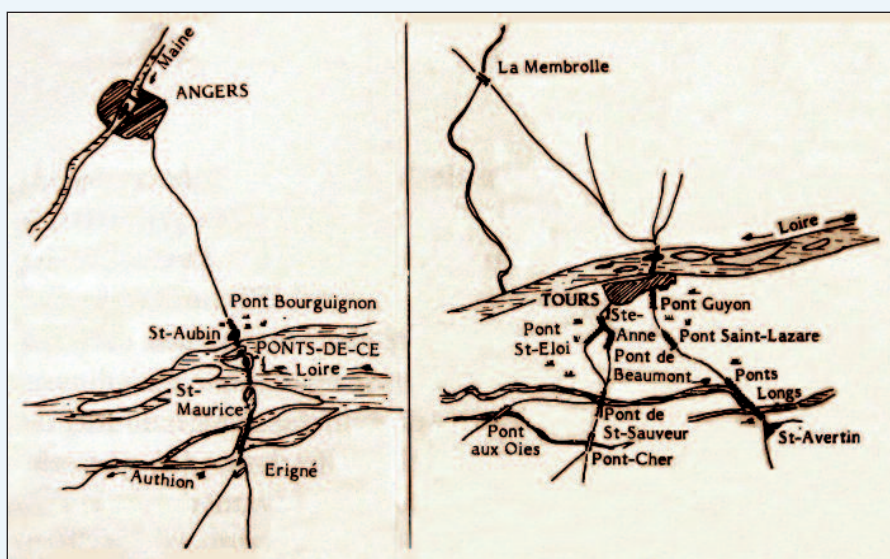 Maine
ANGERS
Pont Bourguignon
St-Aubin
PONTS-DE-CE
Loire
St-
Maurice
Authion
Erigné
La Membrolle
Loire
TOURS
Pont Guyon
Ste-
Anne
Pont
St-Eloi
Pont Saint-Lazare
Pont de
Beaumont
Ponts
Longs
Pont de
St-Sauveur
St-Avertin
Pont
aux Oies
Pont-Cher